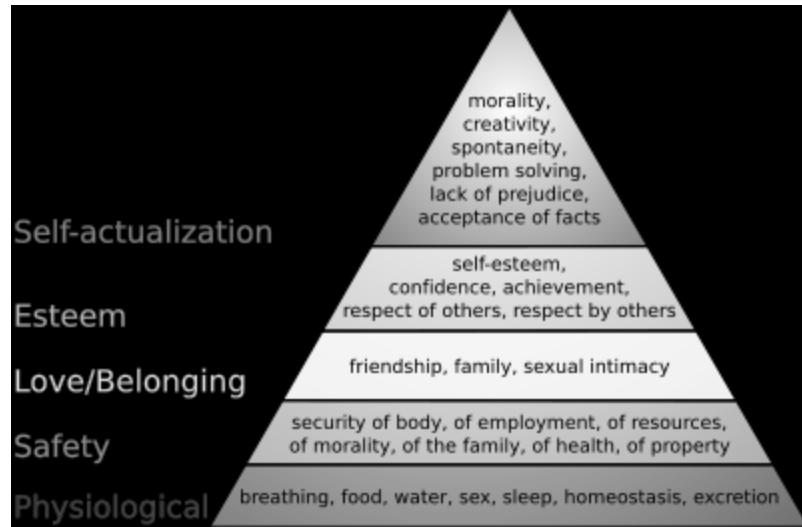 morality,
creativity,
spontaneity,
problem solving,
lack of prejudice,
acceptance of facts
Self-actualization
self-esteem,
confidence, achievement,
respect of others, respect by others
Esteem
friendship, family, sexual intimacy
Love/Belonging
security of body, of employment, of resources,
of morality, of the family, of health, of property
Safety
breathing, food, water, sex, sleep, homeostasis, excretion
Physiological